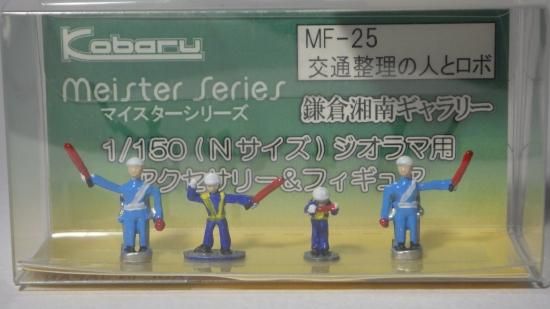 Kobaru
MF-25
交通整理の人とロボ
Meister Series
マイスターシリーズ
鎌倉湘南ギャラリー
1/150(Nサイズ)ジオラマ用
アクセサリー&フィギュア